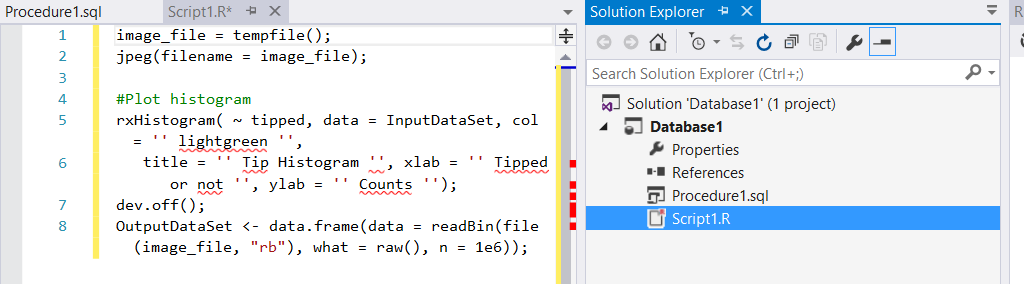 Procedure1.sql Script1.R*
1 image_file = tempfile();
2 jpeg(filename = image_file);
3
4 #Plot histogram
5 rxHistogram( ~ tipped, data = InputDataSet, col
= '' lightgreen '',
6 title = '' Tip Histogram '', xlab = '' Tipped
or not '', ylab = '' Counts '');
7 dev.off();
8 OutputDataSet <- data.frame(data = readBin(file
(image_file, "rb"), what = raw(), n = 1e6));
Solution Explorer
Search Solution Explorer (Ctrl+;)
Solution 'Database1' (1 project)
Database1
Properties
References
Procedure1.sql
Script1.R
R